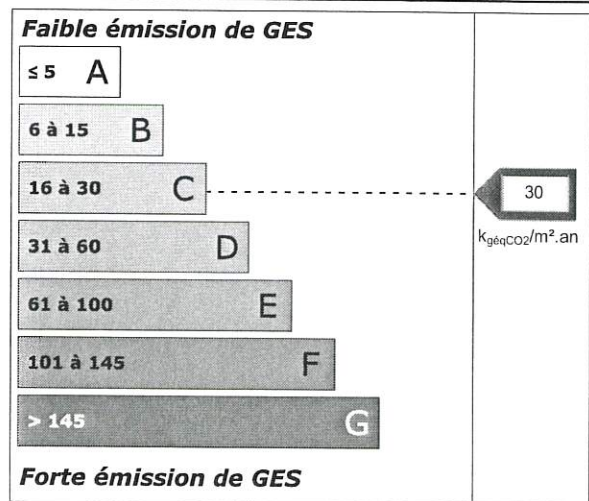 Faible émission de GES
≤ 5 A
6 à 15 B
16 à 30 C
30
kgéqCO2/m².an
31 à 60 D
61 à 100 E
101 à 145 F
> 145 G
Forte émission de GES